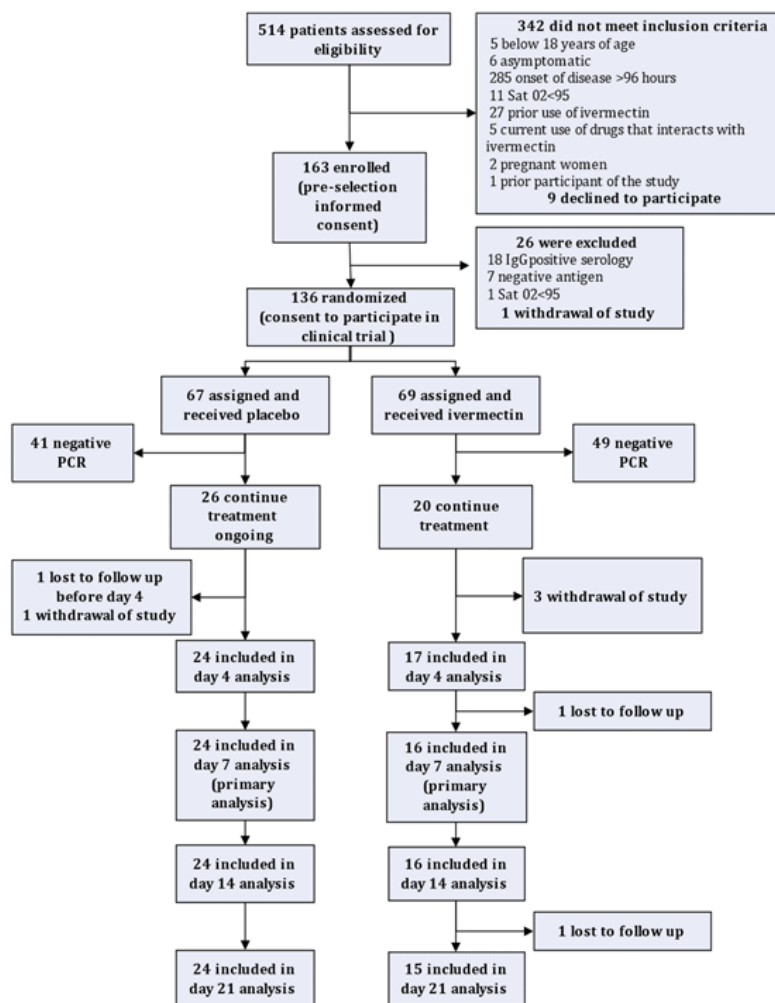 514 patients assessed for
eligibility
342 did not meet inclusion criteria
5 below 18 years of age
6 asymptomatic
285 onset of disease >96 hours
11 Sat 02<95
27 prior use of ivermectin
5 current use of drugs that interacts with
ivermectin
2 pregnant women
1 prior participant of the study
9 declined to participate
163 enrolled
(pre-selection
informed
consent)
26 were excluded
18 IgGpositive serology
7 negative antigen
1 Sat 02<95
1 withdrawal of study
136 randomized
(consent to participate in
clinical trial )
67 assigned and
received placebo
69 assigned and
received ivermectin
41 negative
PCR
49 negative
PCR
26 continue
treatment
ongoing
20 continue
treatment
1 lost to follow up
before day 4
1 withdrawal of study
3 withdrawal of study
24 included in
day 4 analysis
17 included in
day 4 analysis
1 lost to follow up
24 included in
day 7 analysis
(primary
analysis)
16 included in
day 7 analysis
(primary
analysis)
24 included in
day 14 analysis
16 included in
day 14 analysis
1 lost to follow up
24 included in
day 21 analysis
15 included in
day 21 analysis